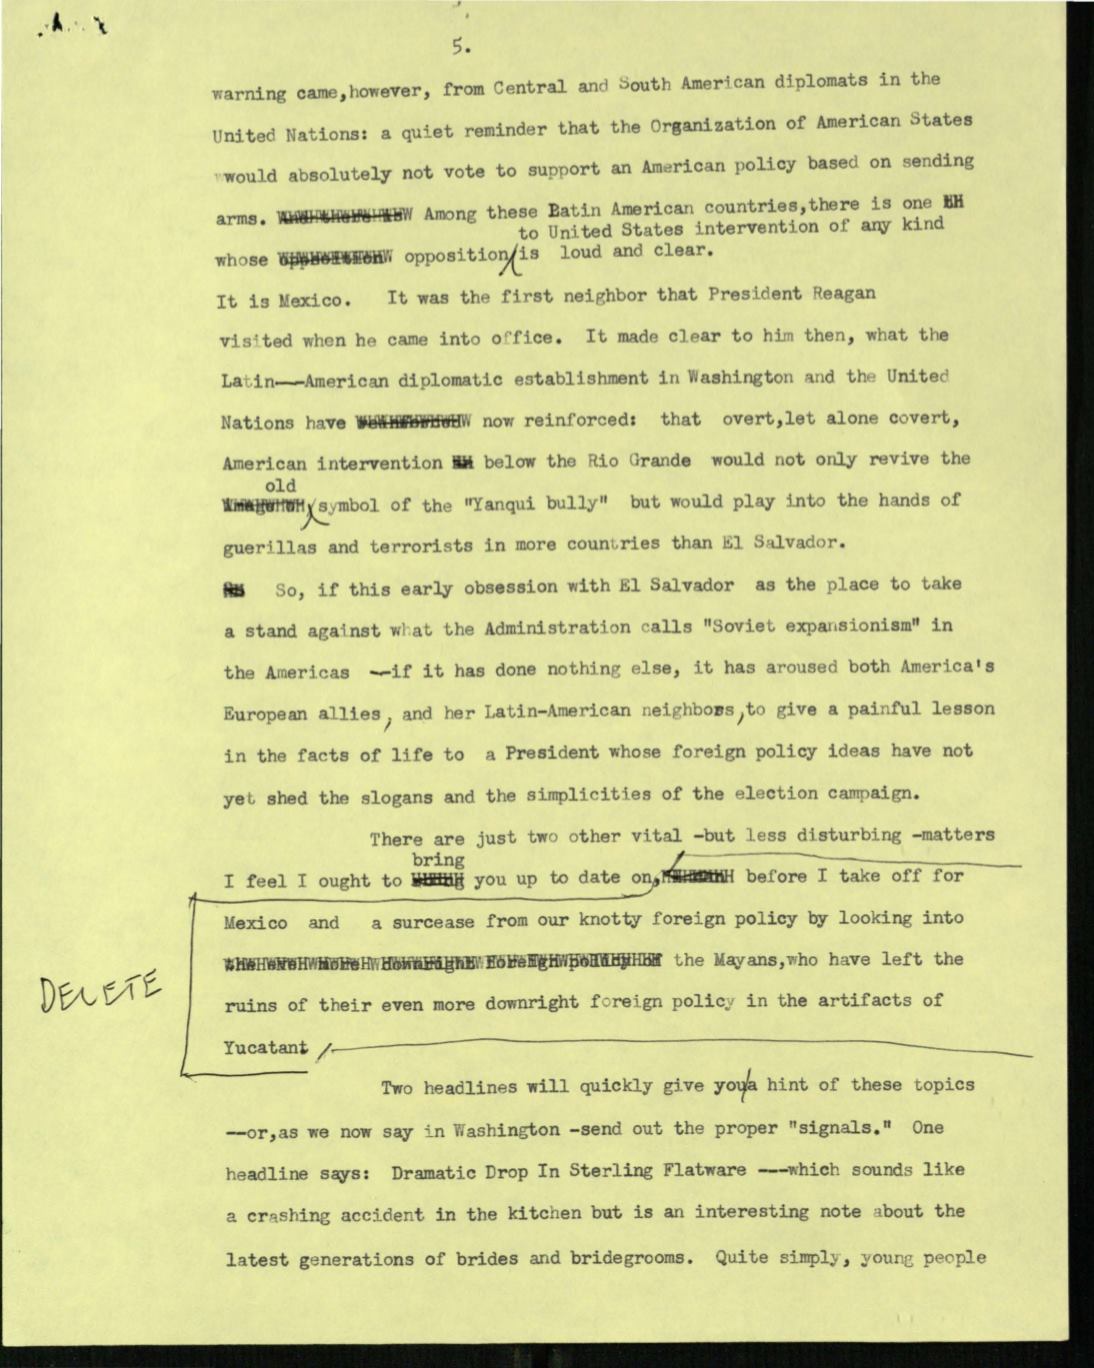 5.
warning came,however, from Central and South American diplomats in the
United Nations: a quiet reminder that the Organization of American States
would absolutely not vote to support an American policy based on sending
arms. Among these Latin American countries,there is one
to United States intervention of any kind
whose opposition/is loud and clear.
It is Mexico. It was the first neighbor that President Reagan
visited when he came into office. It made clear to him then, what the
Latin--American diplomatic establishment in Washington and the United
Nations have now reinforced: that overt,let alone covert,
American intervention below the Rio Grande would not only revive the
old
symbol of the "Yanqui bully" but would play into the hands of
guerillas and terrorists in more countries than El Salvador.
So, if this early obsession with El Salvador as the place to take
a stand against what the Administration calls "Soviet expansionism" in
the Americas --if it has done nothing else, it has aroused both America's
European allies, and her Latin-American neighbors,to give a painful lesson
in the facts of life to a President whose foreign policy ideas have not
yet shed the slogans and the simplicities of the election campaign.
There are just two other vital -but less disturbing -matters
bring
I feel I ought to you up to date on, before I take off for
Mexico and a surcease from our knotty foreign policy by looking into
the Mayans,who have left the
DELETE
ruins of their even more downright foreign policy in the artifacts of
Yucatant
Two headlines will quickly give you/a hint of these topics
--or,as we now say in Washington -send out the proper "signals." One
headline says: Dramatic Drop In Sterling Flatware ---which sounds like
a crashing accident in the kitchen but is an interesting note about the
latest generations of brides and bridegrooms. Quite simply, young people